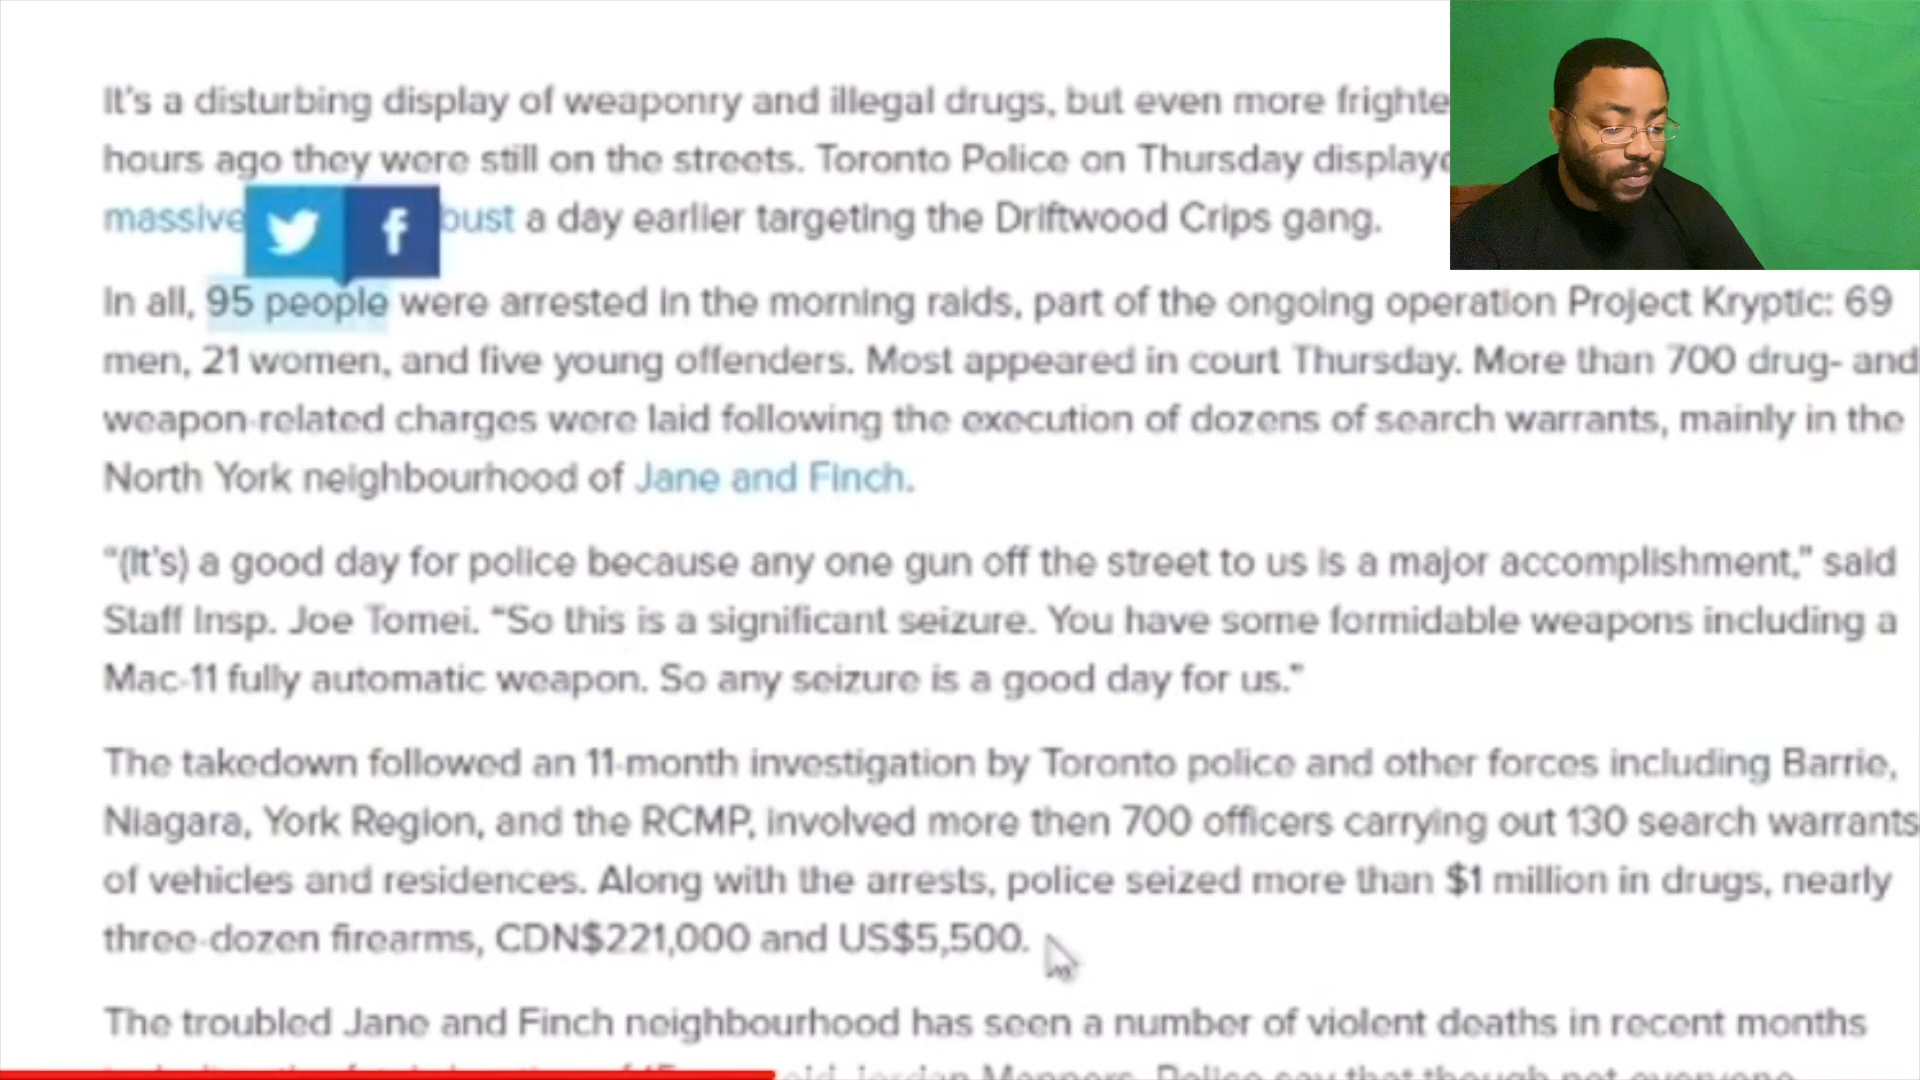 It's a disturbing display of weaponry and illegal drugs, but even more frighte
hours ago they were still on the streets. Toronto Police on Thursday displaye
massive bust a day earlier targeting the Driftwood Crips gang.
In all, 95 people were arrested in the morning raids, part of the ongoing operation Project Kryptic: 69
men, 21 women, and five young offenders. Most appeared in court Thursday. More than 700 drug- and
weapon-related charges were laid following the execution of dozens of search warrants, mainly in the
North York neighbourhood of Jane and Finch.
“(It's) a good day for police because any one gun off the street to us is a major accomplishment,” said
Staff Insp. Joe Tomei. “So this is a significant seizure. You have some formidable weapons including a
Mac-11 fully automatic weapon. So any seizure is a good day for us.”
The takedown followed an 11-month investigation by Toronto police and other forces including Barrie,
Niagara, York Region, and the RCMP, involved more then 700 officers carrying out 130 search warrants
of vehicles and residences. Along with the arrests, police seized more than $1 million in drugs, nearly
three-dozen firearms, CDN$221,000 and US$5,500.
The troubled Jane and Finch neighbourhood has seen a number of violent deaths in recent months
Jordan Manners. Police say that though not everyone